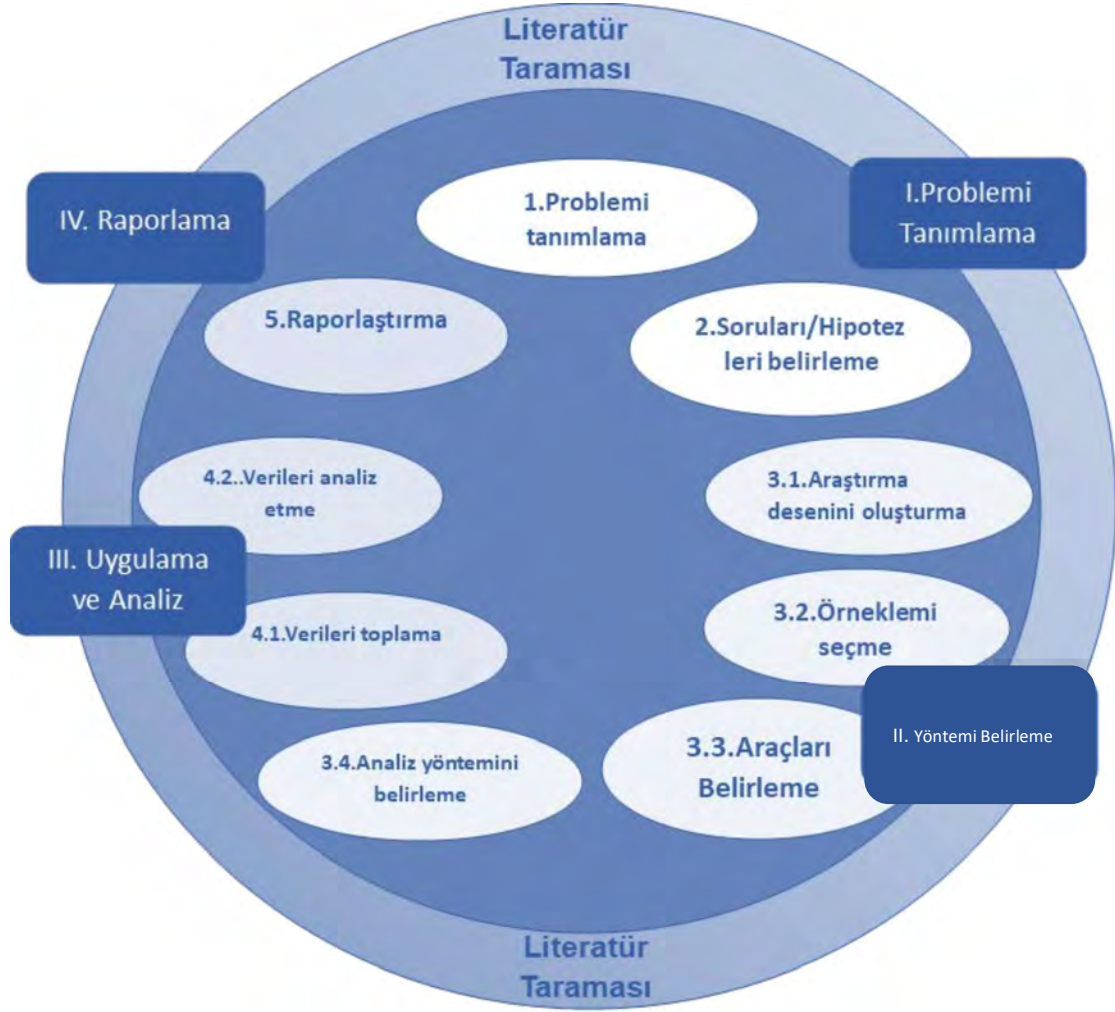 Literatür
Taraması
IV. Raporlama
I.Problemi
Tanımlama
1.Problemi
tanımlama
5.Raporlaştırma
2.Soruları/Hipotez
leri belirleme
4.2..Verileri analiz
etme
3.1.Araştırma
desenini oluşturma
III. Uygulama
ve Analiz
3.2.Örneklemi
seçme
4.1.Verileri toplama
II. Yöntemi Belirleme
3.3.Araçları
Belirleme
3.4.Analiz yöntemini
belirleme
Literatür
Taraması